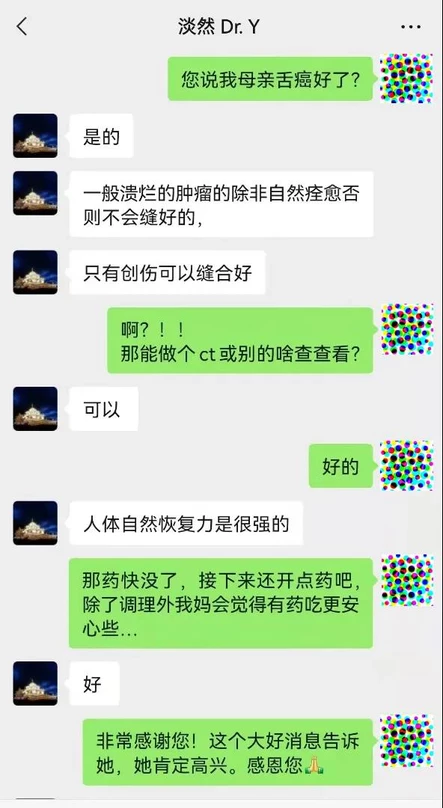 淡然 Dr. Y
您说我母亲舌癌好了?
是的
一般溃烂的肿瘤的除非自然痊愈否
则不会缝好的,
只有创伤可以缝合好
啊?！！
那能做个 ct 或别的啥查查看?
可以
好的
人体自然恢复力是很强的
那药快没了，接下来还开点药吧，
除了调理外我妈会觉得有药吃更安
心些...
好
非常感谢您！这个大好消息告诉
她，她肯定高兴。感恩您🙏